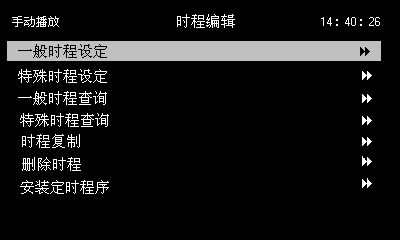 手动播放 时程编辑 14:40:26
一般时程设定
特殊时程设定
一般时程查询
特殊时程查询
时程复制
删除时程
安装定时程序